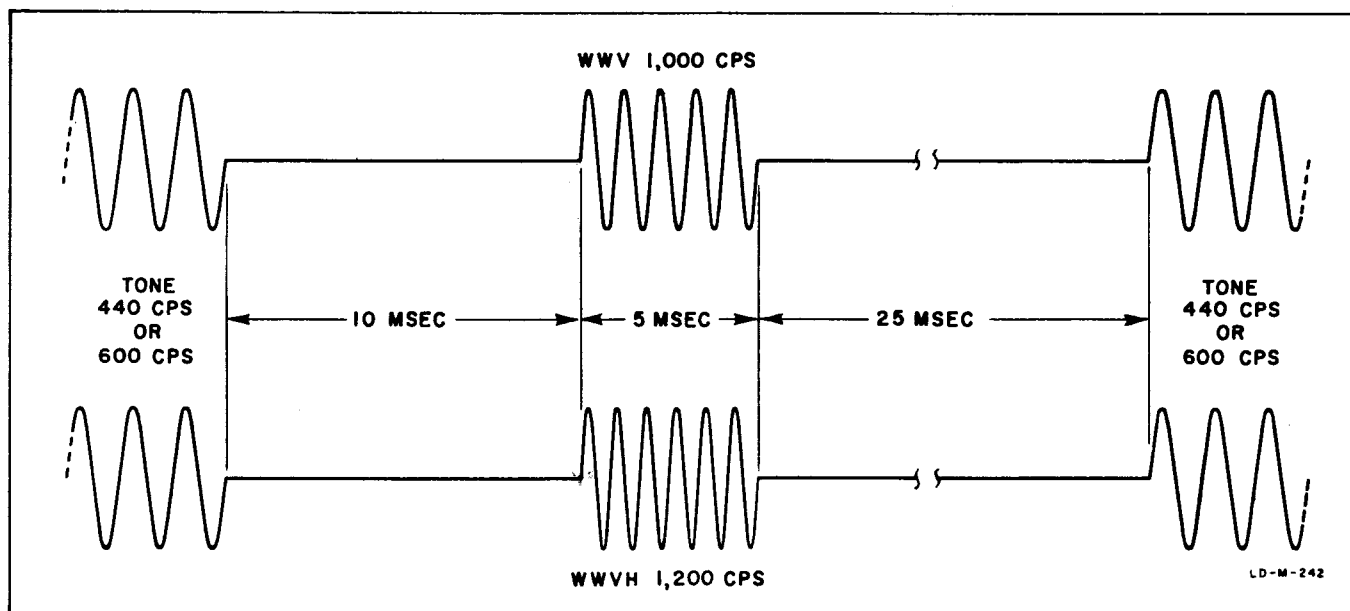 WWV 1,000 CPS
TONE
440 CPS
OR
600 CPS
10 MSEC
5 MSEC
25 MSEC
TONE
440 CPS
OR
600 CPS
WWVH 1,200 CPS
LD-M-242